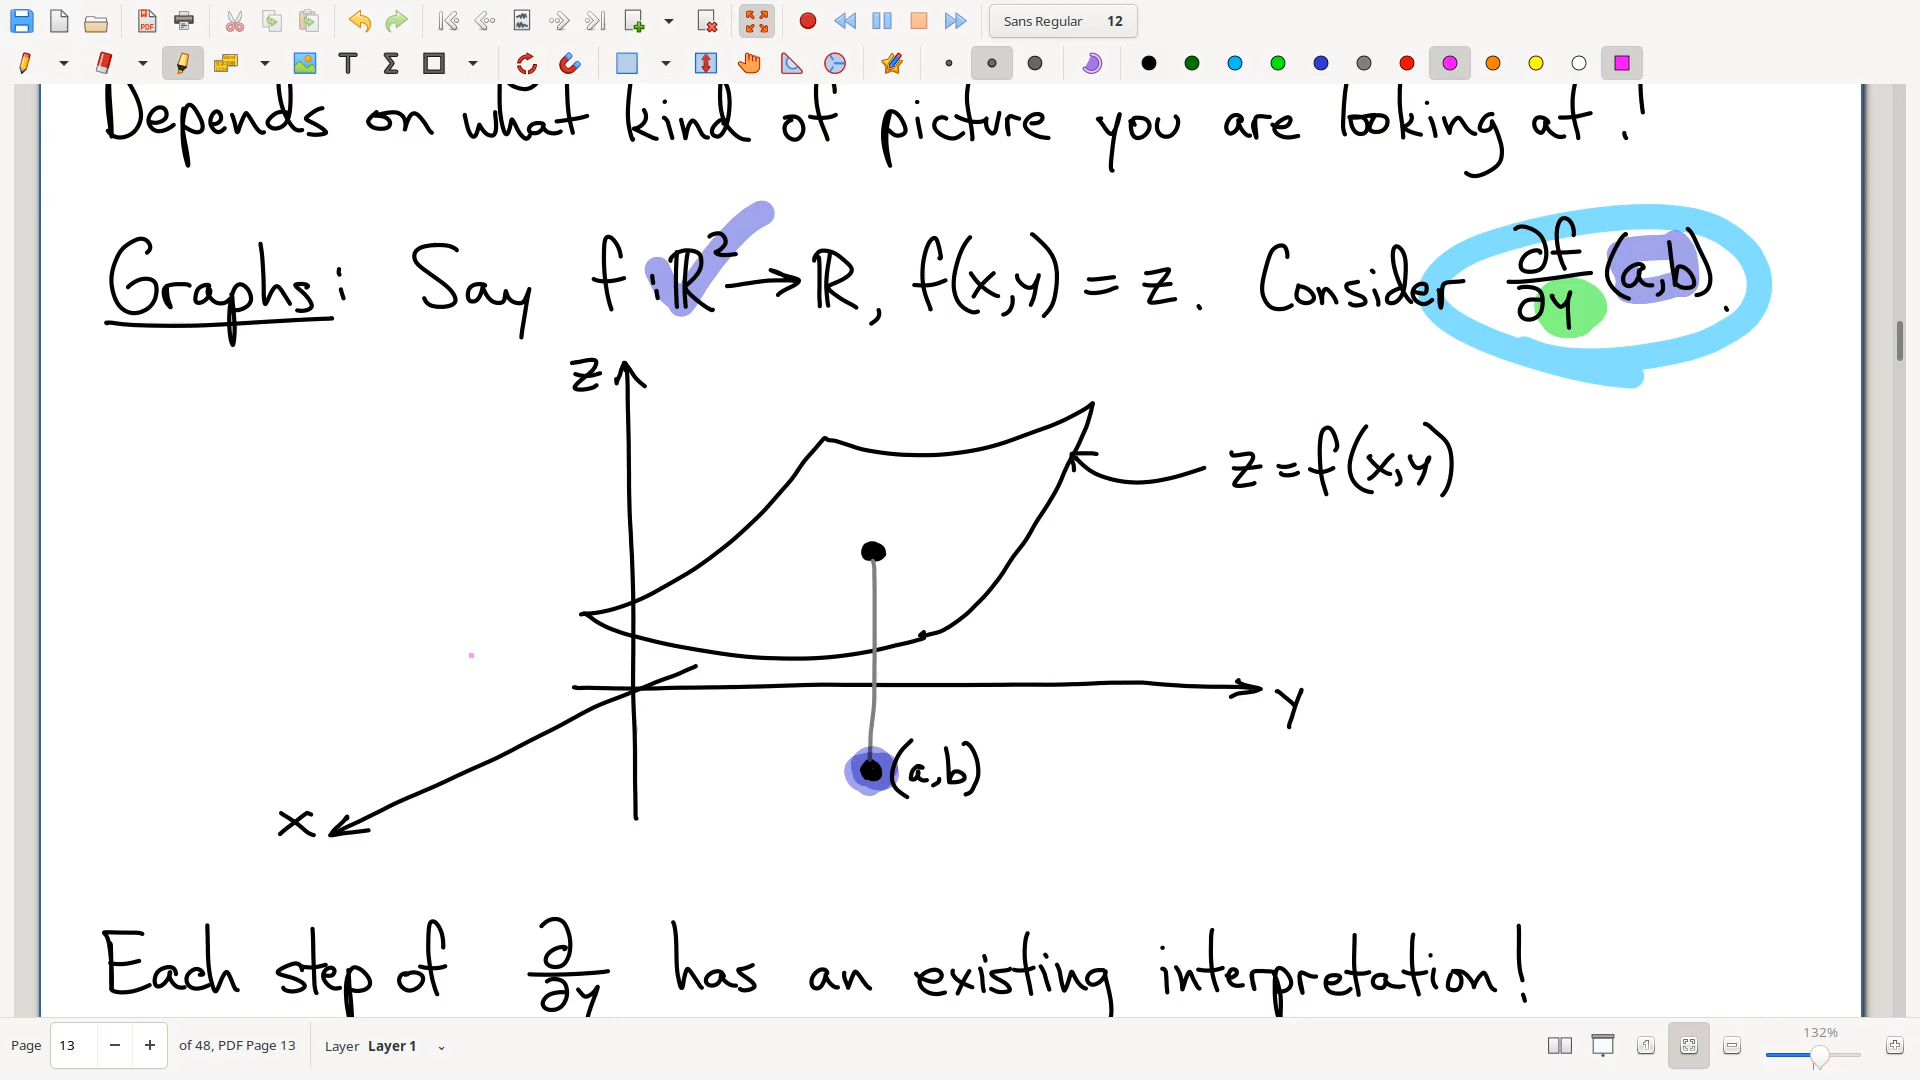 Sans Regular 12
Depends on what kind of picture you are looking at!
Graphs: Say f:ℝ²→ℝ, f(x,y) = z. Consider ∂f/∂y (a,b).
z
z = f(x,y)
y
(a,b)
x
Each step of ∂/∂y has an existing interpretation!
Page 13 − + of 48, PDF Page 13 Layer Layer 1 132%